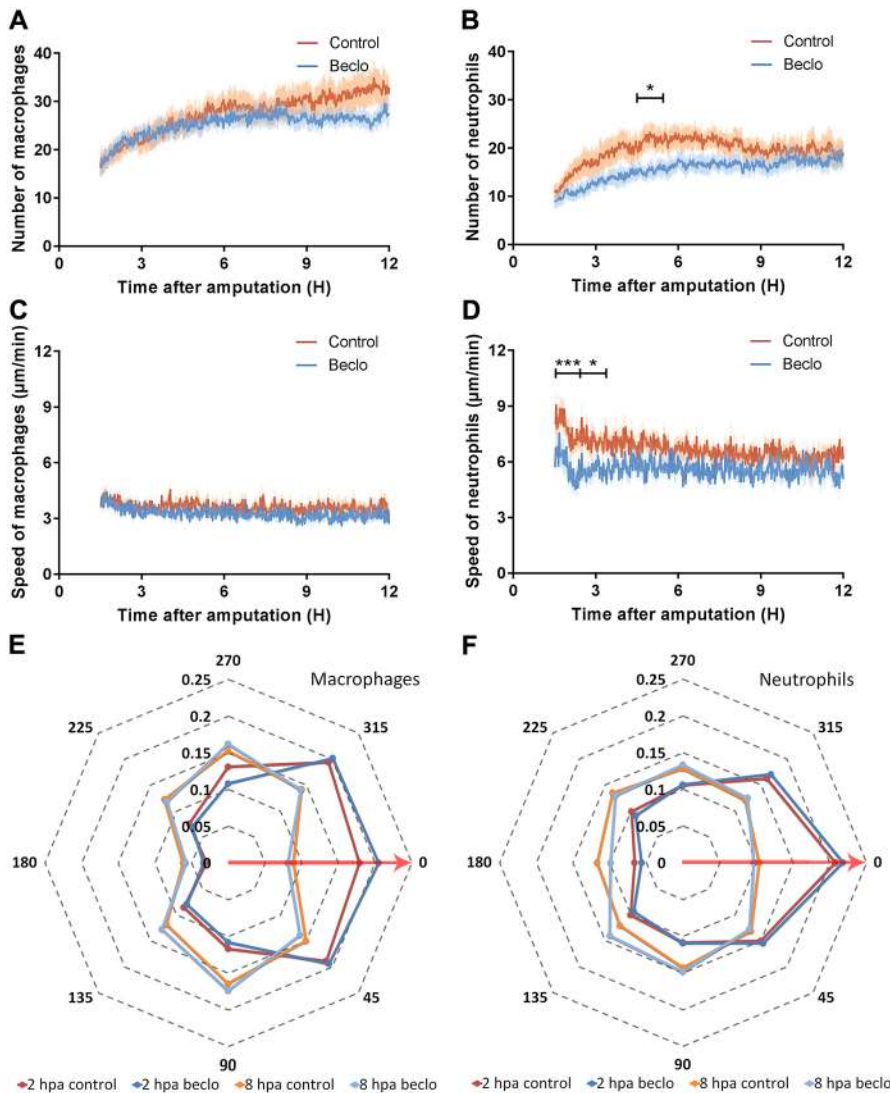 A
Control
Beclo
Number of macrophages
40
30
20
10
0
0 3 6 9 12
Time after amputation (H)
B
Control
Beclo
*
Number of neutrophils
40
30
20
10
0
0 3 6 9 12
Time after amputation (H)
C
Control
Beclo
Speed of macrophages (µm/min)
12
9
6
3
0
0 3 6 9 12
Time after amputation (H)
D
Control
Beclo
*** *
Speed of neutrophils (µm/min)
12
9
6
3
0
0 3 6 9 12
Time after amputation (H)
E
Macrophages
270
0.25
225 315
0.2
0.15
0.1
0.05
180 0 0
135 45
90
2 hpa control 2 hpa beclo 8 hpa control 8 hpa beclo
F
Neutrophils
270
0.25
225 315
0.2
0.15
0.1
0.05
180 0 0
135 45
90
2 hpa control 2 hpa beclo 8 hpa control 8 hpa beclo